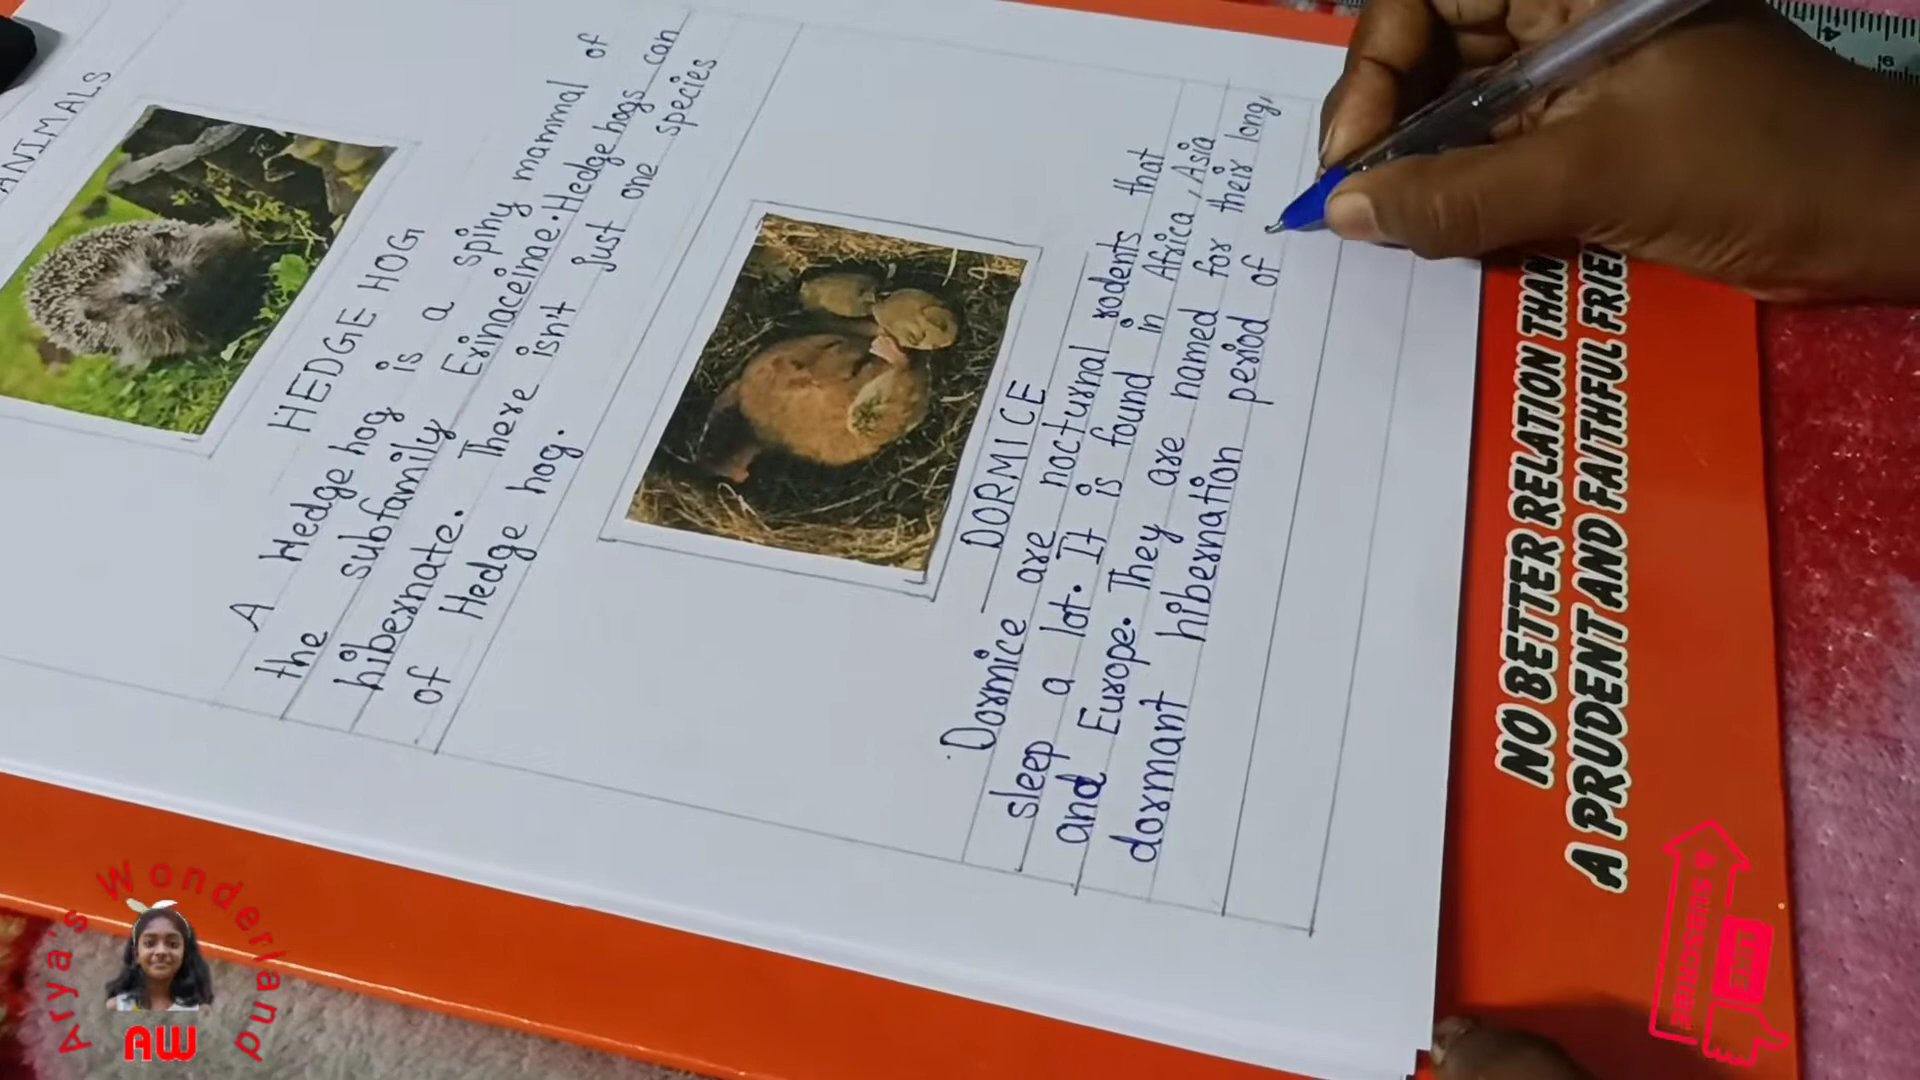 ANIMALS
HEDGE HOG
A Hedge hog is a spiny mammal of
the subfamily Erinaceinae. Hedge hogs can
hibernate. There isnt just one species
of Hedge hog.
DORMICE
Dormice are nocturnal rodents that
sleep a lot. It is found in Africa, Asia
and Europe. They are named for their long,
dormant hibernation period of
NO BETTER RELATION THAN
A PRUDENT AND FAITHFUL FRIE
Arya's Wonderland
AW
LIKE
& SUBSCRIBE